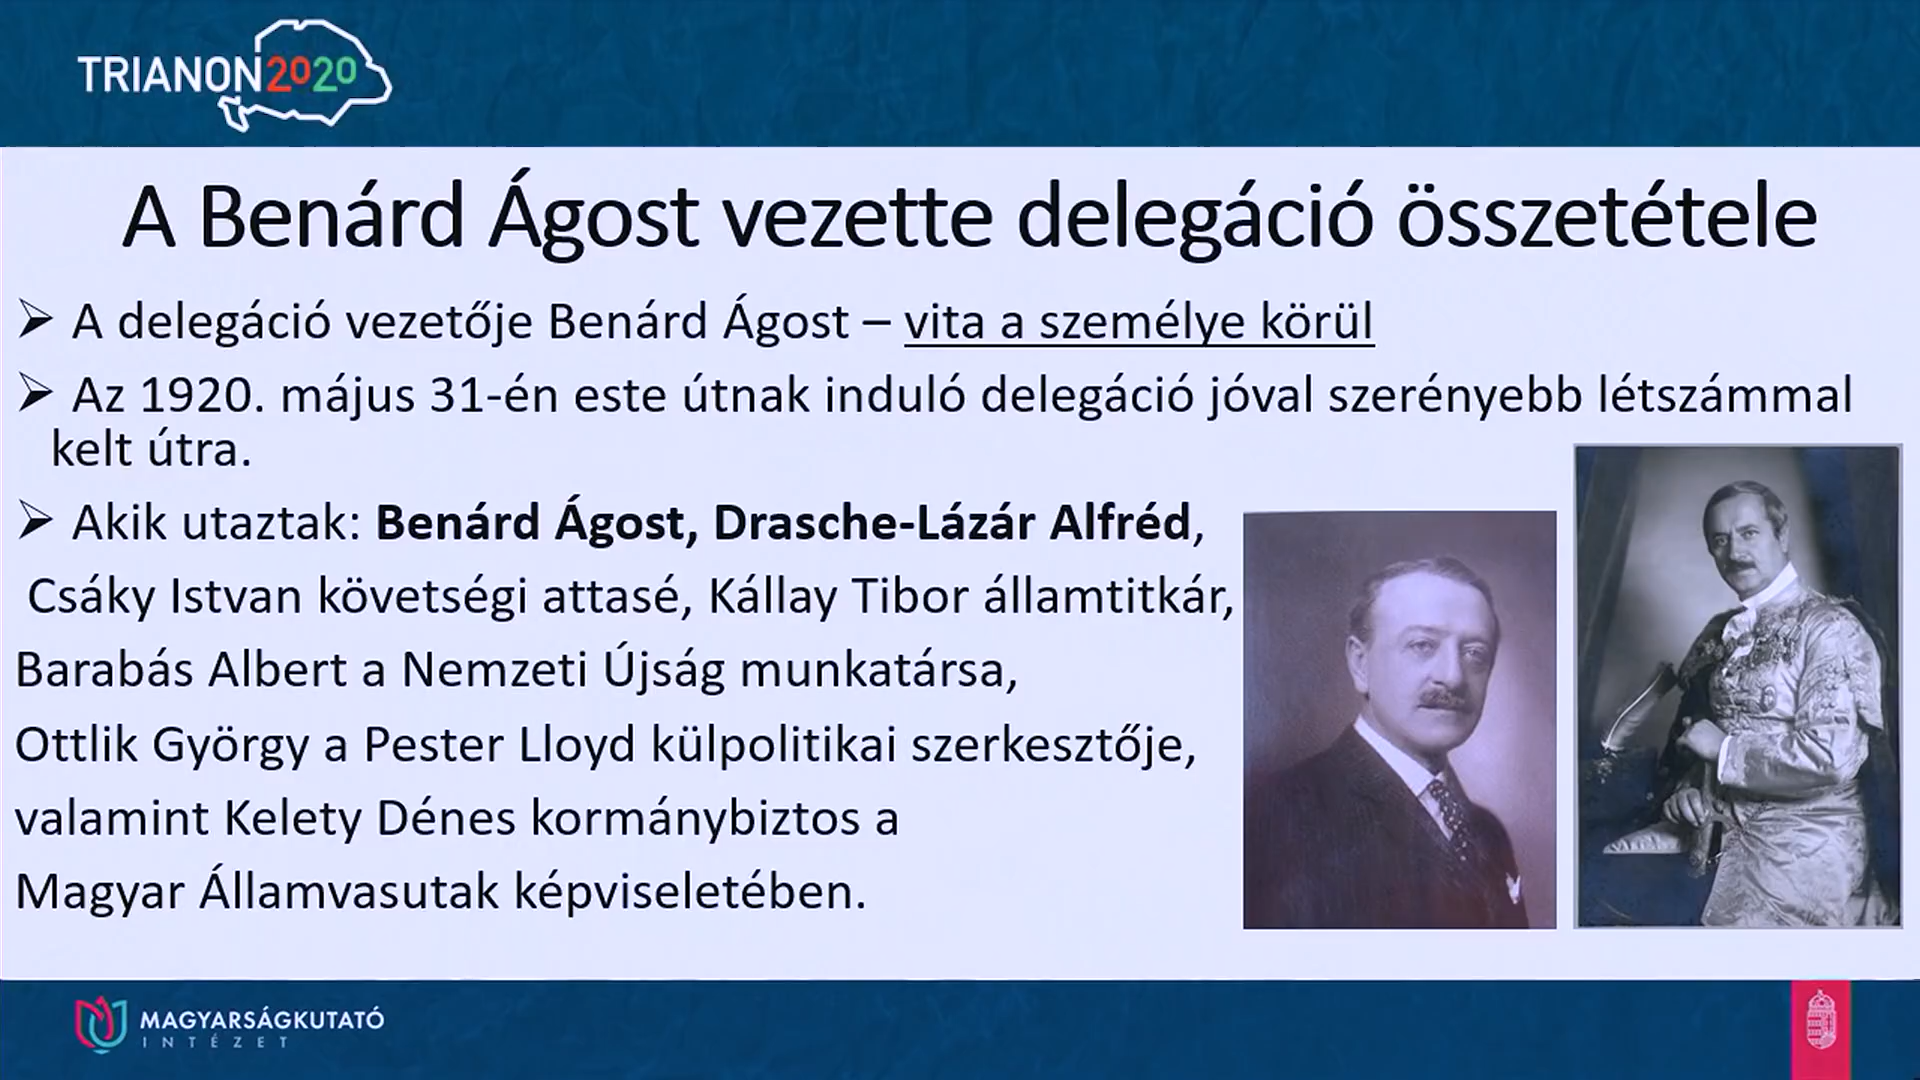 TRIANON2020
A Benárd Ágost vezette delegáció összetétele
➢ A delegáció vezetője Benárd Ágost – vita a személye körül
➢ Az 1920. május 31-én este útnak induló delegáció jóval szerényebb létszámmal
kelt útra.
➢ Akik utaztak: Benárd Ágost, Drasche-Lázár Alfréd,
Csáky Istvan követségi attasé, Kállay Tibor államtitkár,
Barabás Albert a Nemzeti Újság munkatársa,
Ottlik György a Pester Lloyd külpolitikai szerkesztője,
valamint Kelety Dénes kormánybiztos a
Magyar Államvasutak képviseletében.
MAGYARSÁGKUTATÓ
INTÉZET